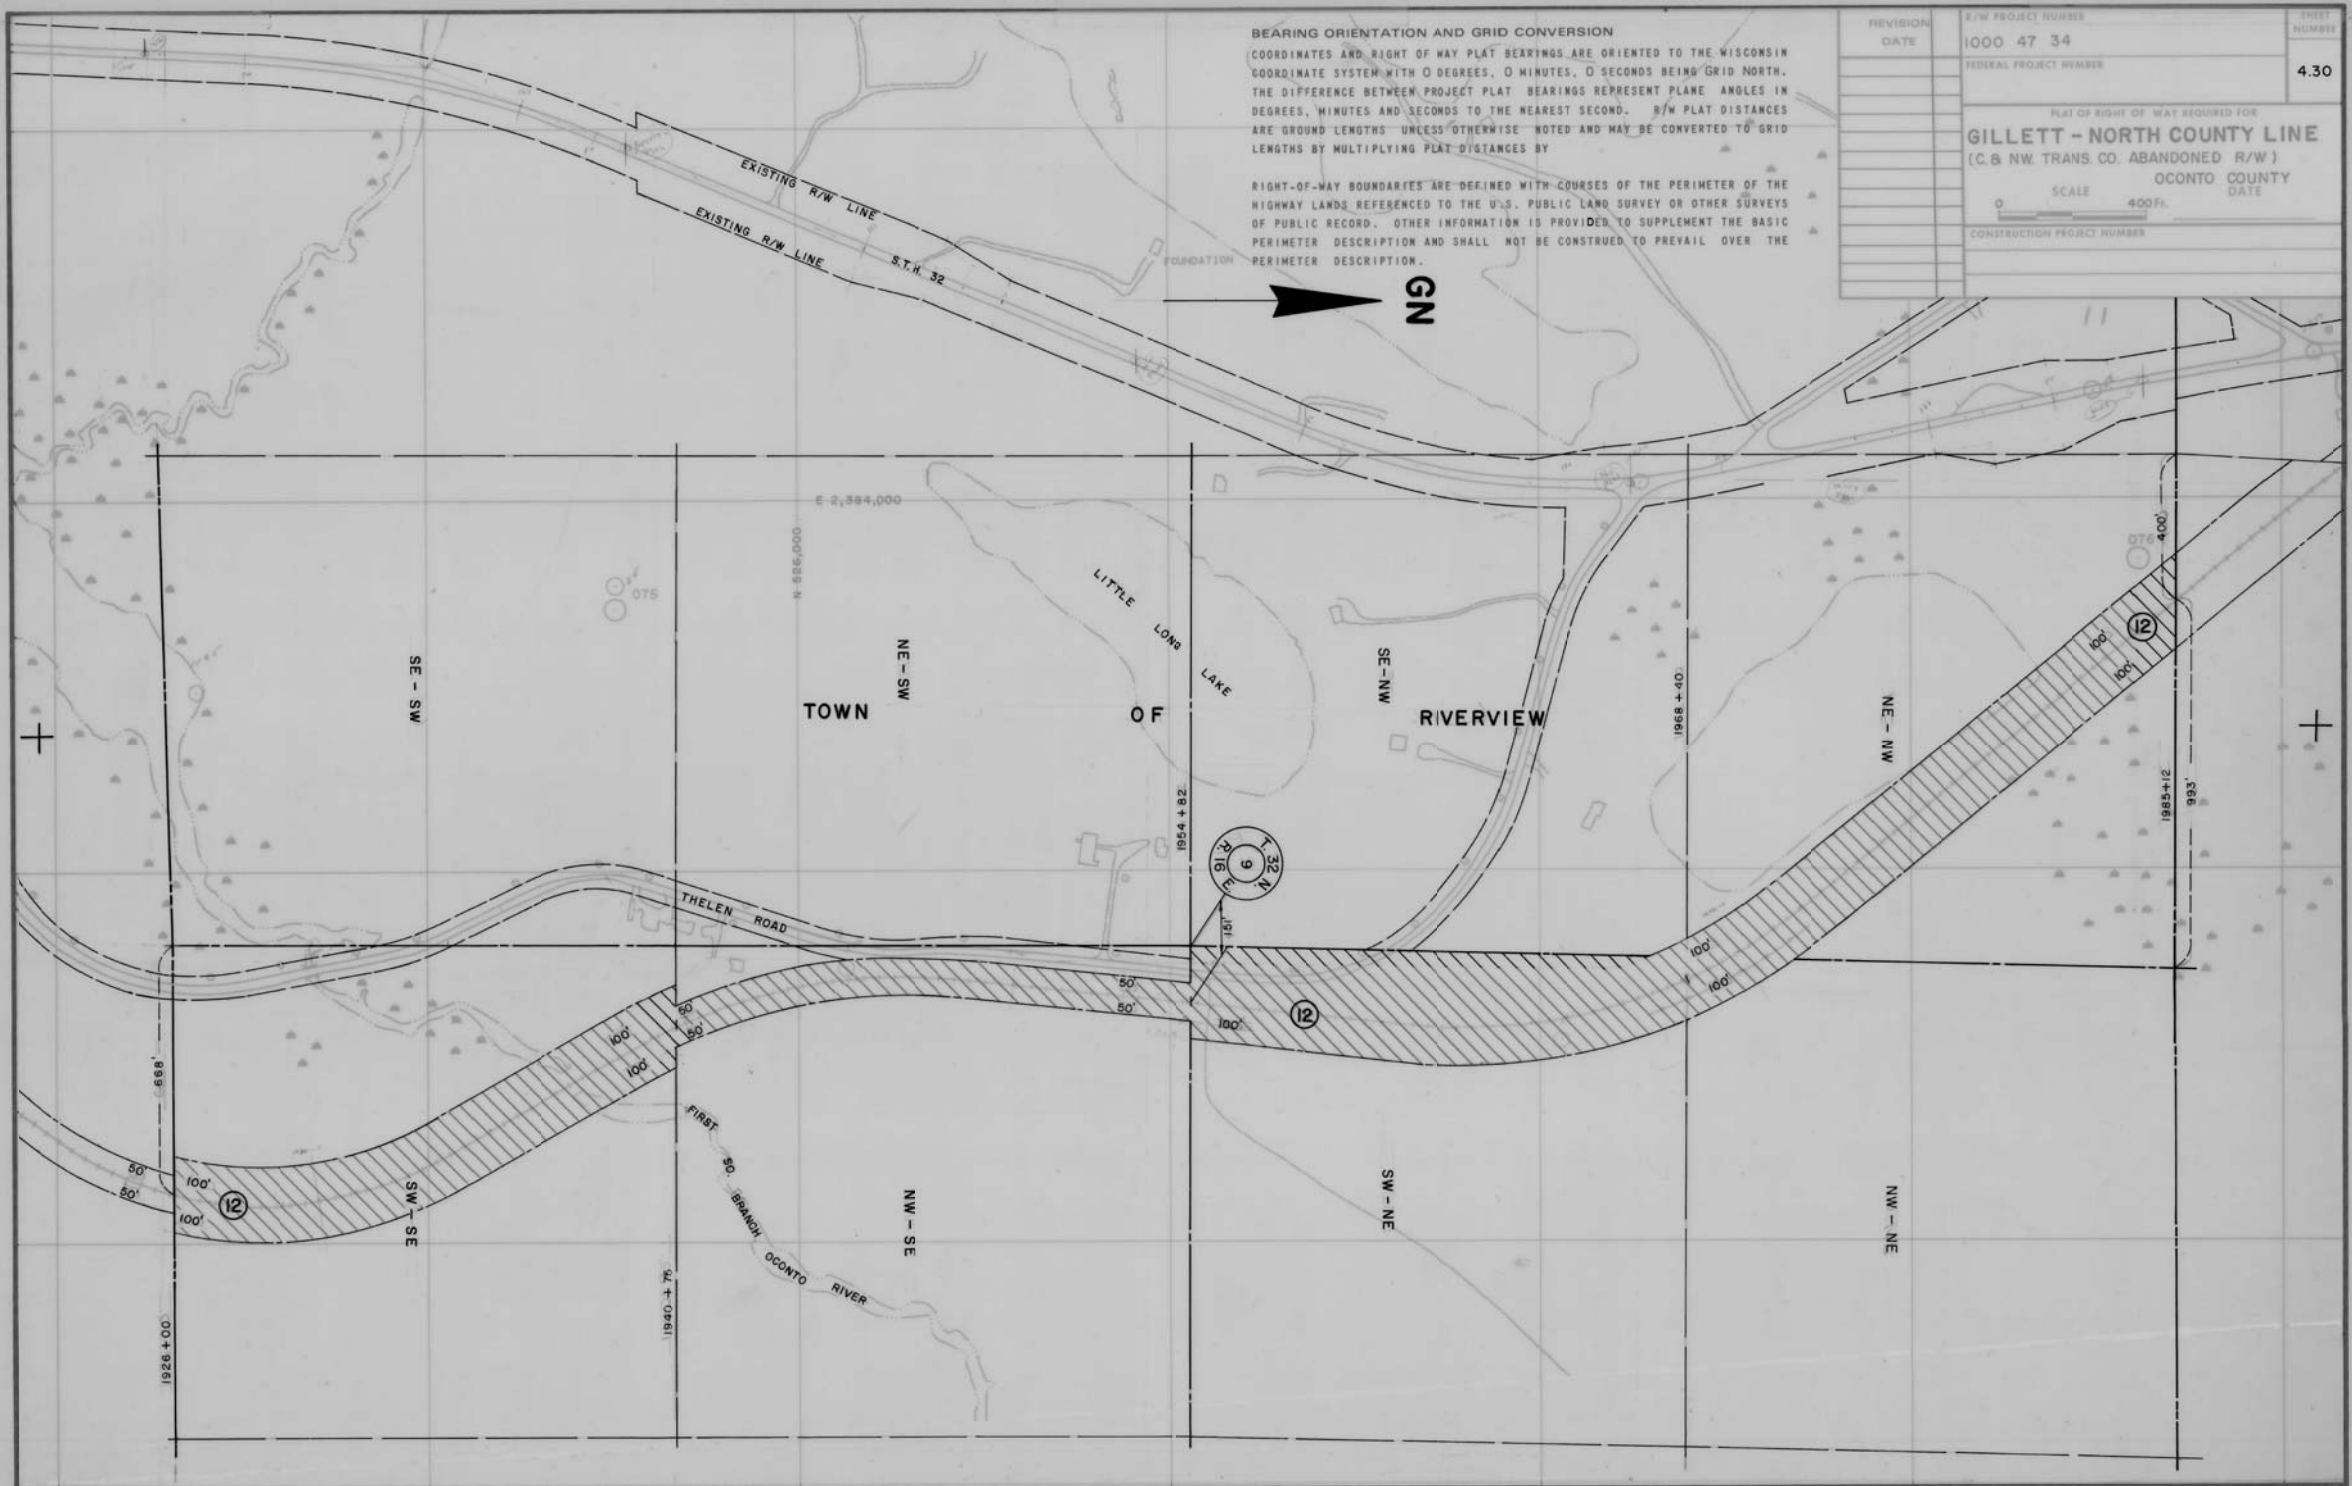 BEARING ORIENTATION AND GRID CONVERSION
COORDINATES AND RIGHT OF WAY PLAT BEARINGS ARE ORIENTED TO THE WISCONSIN
COORDINATE SYSTEM WITH O DEGREES, O MINUTES, O SECONDS BEING GRID NORTH.
THE DIFFERENCE BETWEEN PROJECT PLAT BEARINGS REPRESENT PLANE ANGLES IN
DEGREES, MINUTES AND SECONDS TO THE NEAREST SECOND. R/W PLAT DISTANCES
ARE GROUND LENGTHS UNLESS OTHERWISE NOTED AND MAY BE CONVERTED TO GRID
LENGTHS BY MULTIPLYING PLAT DISTANCES BY
RIGHT-OF-WAY BOUNDARIES ARE DEFINED WITH COURSES OF THE PERIMETER OF THE
HIGHWAY LANDS REFERENCED TO THE U.S. PUBLIC LAND SURVEY OR OTHER SURVEYS
OF PUBLIC RECORD. OTHER INFORMATION IS PROVIDED TO SUPPLEMENT THE BASIC
PERIMETER DESCRIPTION AND SHALL NOT BE CONSTRUED TO PREVAIL OVER THE
PERIMETER DESCRIPTION.
REVISION
DATE
R/W PROJECT NUMBER
1000 47 34
FEDERAL PROJECT NUMBER
SHEET
NUMBER
4.30
PLAT OF RIGHT OF WAY REQUIRED FOR
GILLETT - NORTH COUNTY LINE
(C. & NW. TRANS. CO. ABANDONED R/W)
OCONTO COUNTY
SCALE
DATE
0 400 Ft.
CONSTRUCTION PROJECT NUMBER
EXISTING R/W LINE
EXISTING R/W LINE
S.T.H. 32
FOUNDATION
GN
11
E 2,384,000
N 526,000
075
076
400'
LITTLE LONG LAKE
SE - SW
NE - SW
SE - NW
NE - NW
TOWN OF RIVERVIEW
1968 + 40
1954 + 82
1985+12
993'
100'
12
100'
T. 32 N.
R. 16 E.
9
151'
THELEN ROAD
50'
50'
100'
12
100'
100'
50'
50'
100'
100'
668'
50'
50'
100'
100'
12
FIRST SO. BRANCH OCONTO RIVER
SW - SE
NW - SE
SW - NE
NW - NE
1926 + 00
1940 + 75